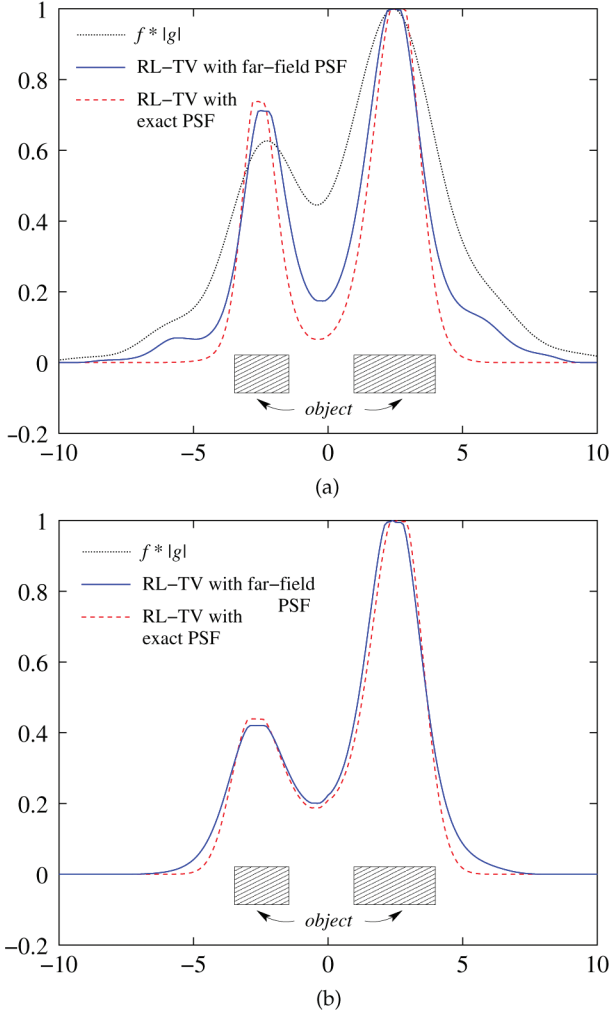 1
f * |g|
RL−TV with far−field PSF
0.8
RL−TV with
exact PSF
0.6
0.4
0.2
0
object
−0.2
−10
−5
0
5
10
(a)
1
f * |g|
RL−TV with far−field
PSF
0.8
RL−TV with
exact PSF
0.6
0.4
0.2
0
object
−0.2
−10
−5
0
5
10
(b)